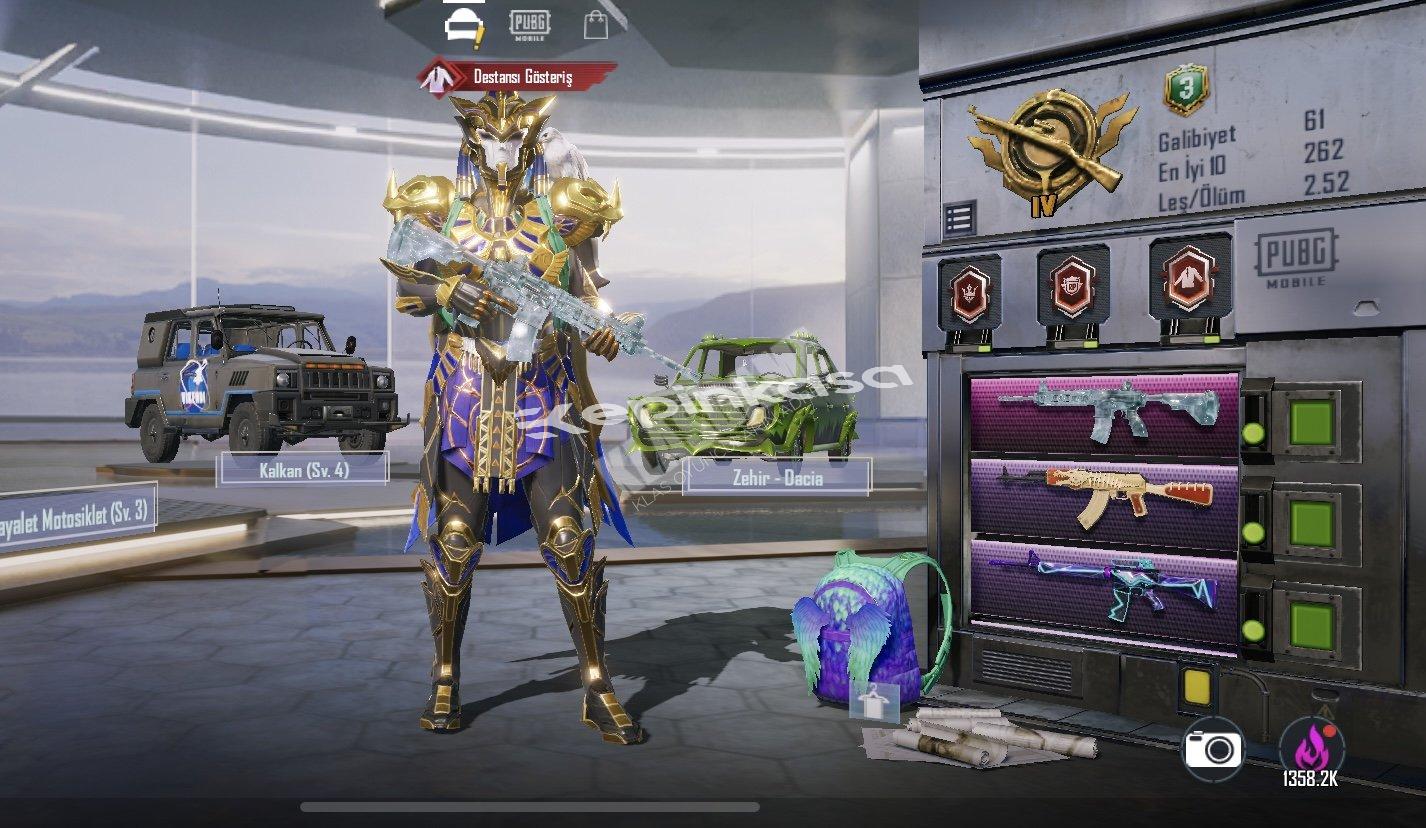 PUBG
MOBILE
Destansı Gösteriş
3
Galibiyet 61
En İyi 10 262
Leş/Ölüm 2.52
IV
PUBG
MOBILE
Kepinkasa
Kalkan (Sv. 4)
Zehir - Dacia
ayalet Motosiklet (Sv. 3)
1358.2K